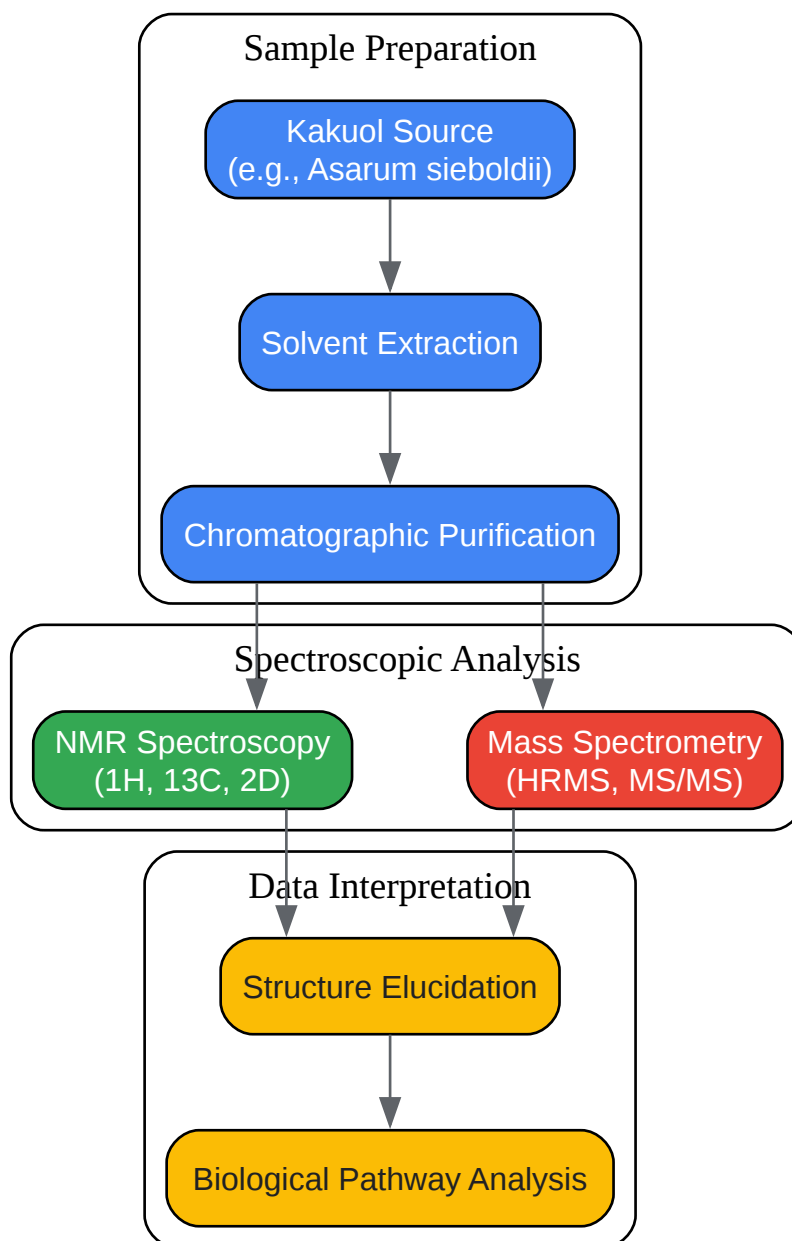 Sample Preparation
Kakuol Source
(e.g., Asarum sieboldii)
Solvent Extraction
Chromatographic Purification
Spectroscopic Analysis
NMR Spectroscopy
(1H, 13C, 2D)
Mass Spectrometry
(HRMS, MS/MS)
Data Interpretation
Structure Elucidation
Biological Pathway Analysis